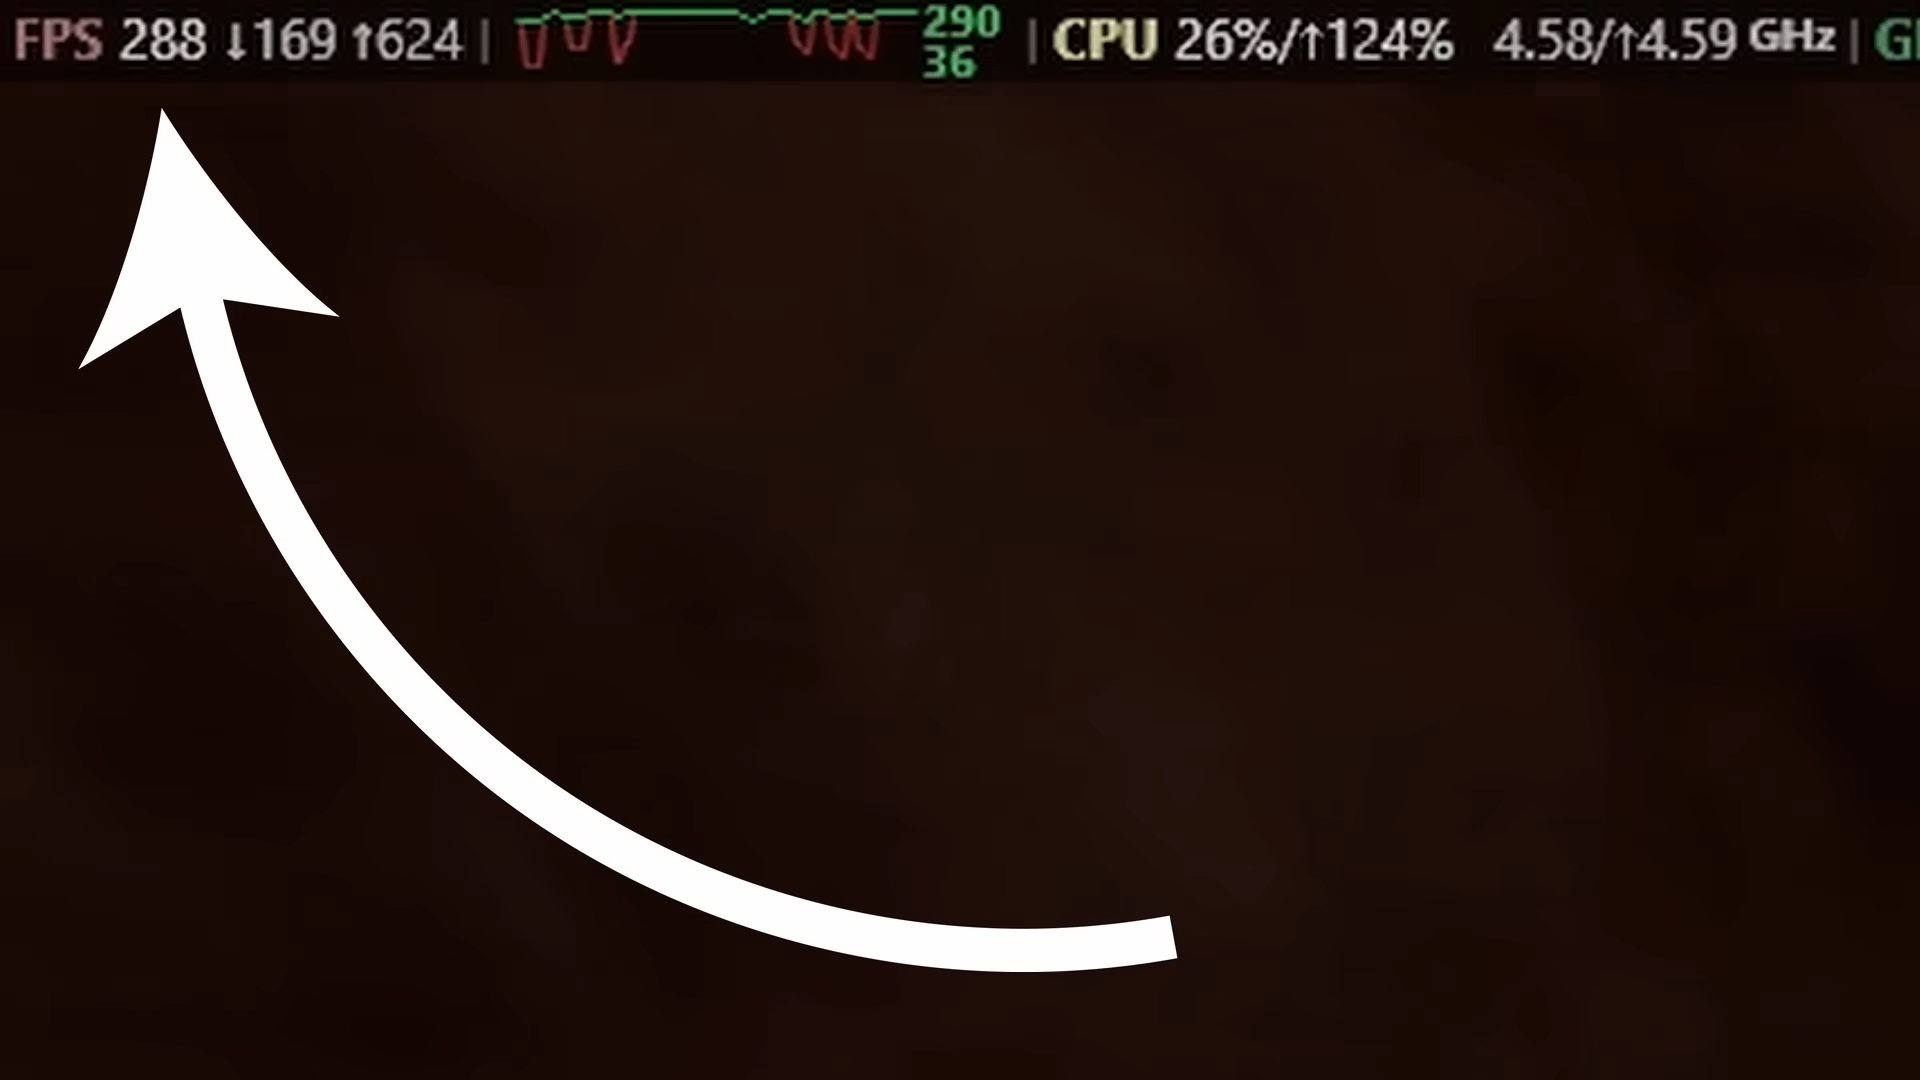 FPS 288 ↓169 ↑624 | 290
36 | CPU 26%/↑124% 4.58/↑4.59 GHz |